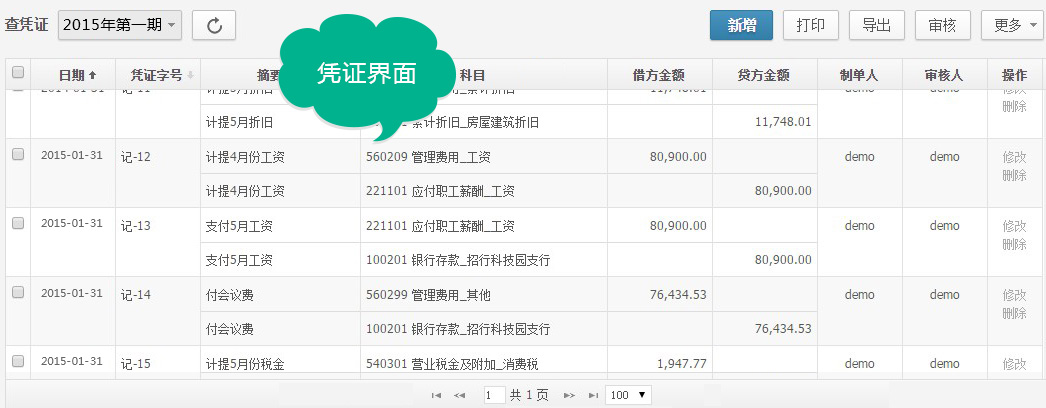 查凭证 2015年第一期 新增 打印 导出 审核 更多
凭证界面
日期 凭证字号 摘要 科目 借方金额 贷方金额 制单人 审核人 操作
计提5月折旧 11,748.01 demo demo 修改
删除
计提5月折旧 累计折旧_房屋建筑折旧 11,748.01
2015-01-31 记-12 计提4月份工资 560209 管理费用_工资 80,900.00 demo demo 修改
删除
计提4月份工资 221101 应付职工薪酬_工资 80,900.00
2015-01-31 记-13 支付5月工资 221101 应付职工薪酬_工资 80,900.00 demo demo 修改
删除
支付5月工资 100201 银行存款_招行科技园支行 80,900.00
2015-01-31 记-14 付会议费 560299 管理费用_其他 76,434.53 demo demo 修改
删除
付会议费 100201 银行存款_招行科技园支行 76,434.53
2015-01-31 记-15 计提5月份税金 540301 营业税金及附加_消费税 1,947.77 demo demo 修改
1 共 1 页 100